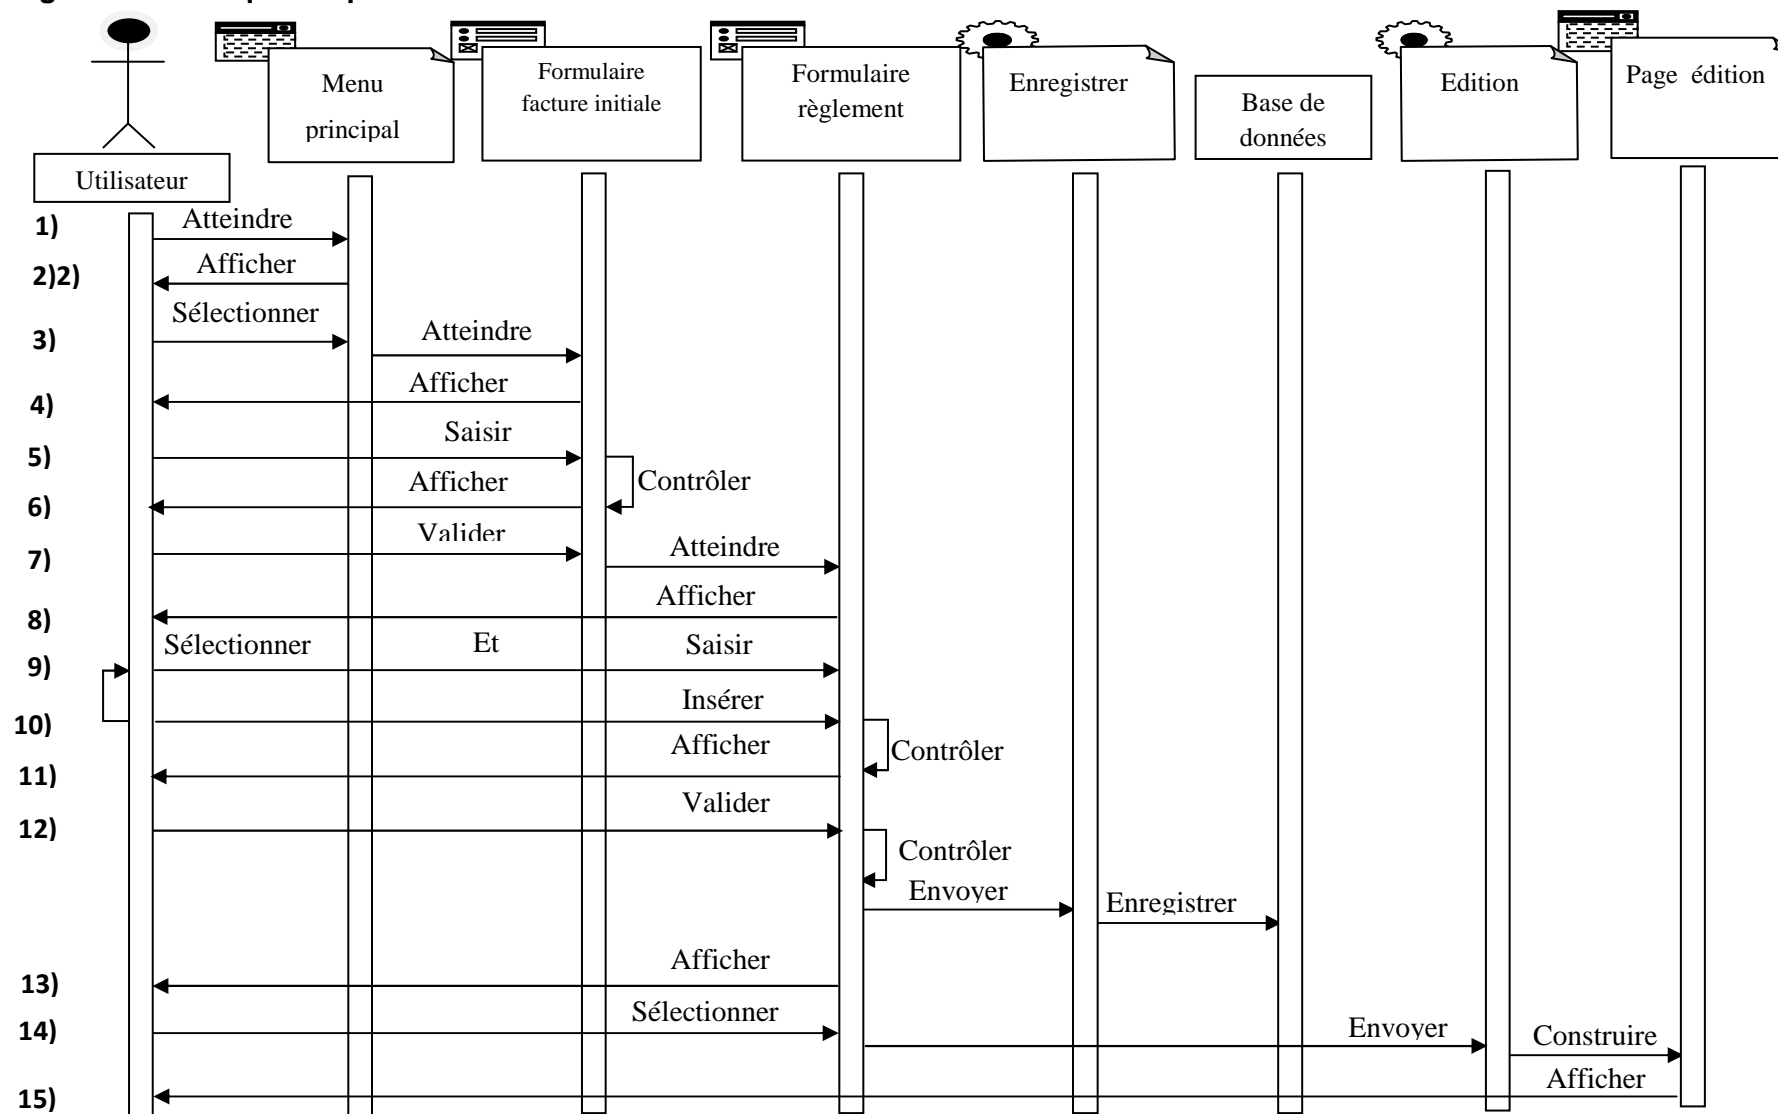 Menu
principal
Formulaire
facture initiale
Formulaire
règlement
Enregistrer
Base de
données
Edition
Page édition
Utilisateur
1) Atteindre
2)2) Afficher
3) Sélectionner
Atteindre
4) Afficher
5) Saisir
Contrôler
6) Afficher
7) Valider
Atteindre
8) Afficher
9) Sélectionner Et Saisir
10) Insérer
Contrôler
11) Afficher
12) Valider
Contrôler
Envoyer
Enregistrer
13) Afficher
14) Sélectionner
Envoyer
Construire
15) Afficher